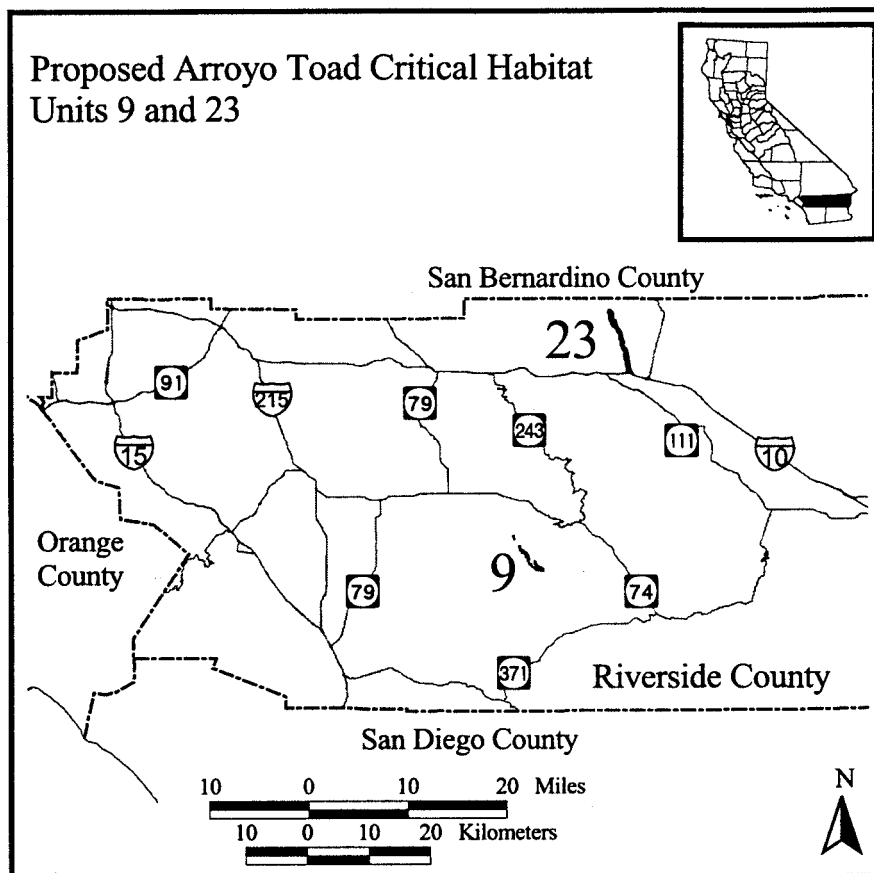 Proposed Arroyo Toad Critical Habitat
Units 9 and 23
San Bernardino County
23
91
215
79
243
111
15
10
Orange
County
9
79
74
371
Riverside County
San Diego County
10 0 10 20 Miles
10 0 10 20 Kilometers
N